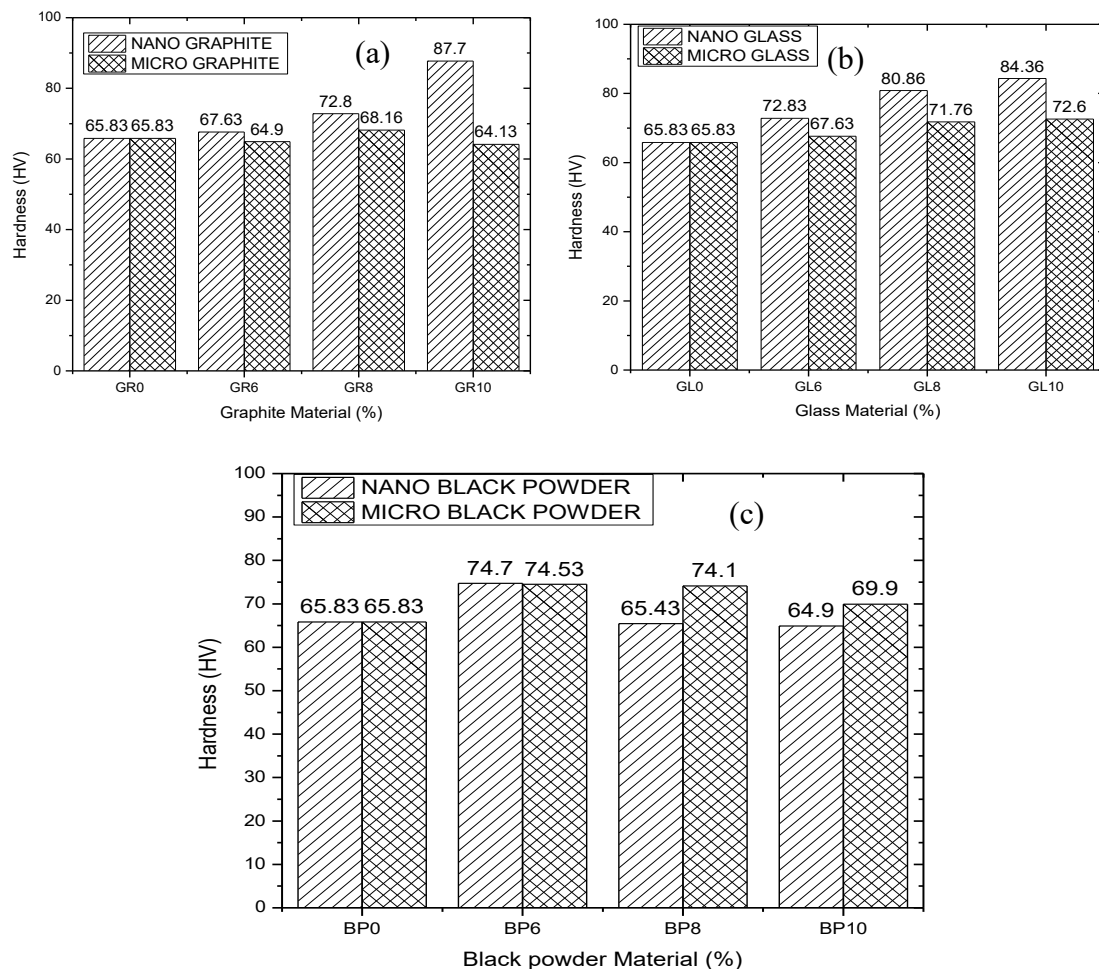 NANO GRAPHITE
MICRO GRAPHITE
(a)
100
80
60
40
20
0
Hardness (HV)
65.83 65.83
67.63 64.9
72.8 68.16
87.7 64.13
GR0 GR6 GR8 GR10
Graphite Material (%)
NANO GLASS
MICRO GLASS
(b)
100
80
60
40
20
0
Hardness (HV)
65.83 65.83
72.83 67.63
80.86 71.76
84.36 72.6
GL0 GL6 GL8 GL10
Glass Material (%)
NANO BLACK POWDER
MICRO BLACK POWDER
(c)
100
90
80
70
60
50
40
30
20
10
0
Hardness (HV)
65.83 65.83
74.7 74.53
65.43 74.1
64.9 69.9
BP0 BP6 BP8 BP10
Black powder Material (%)